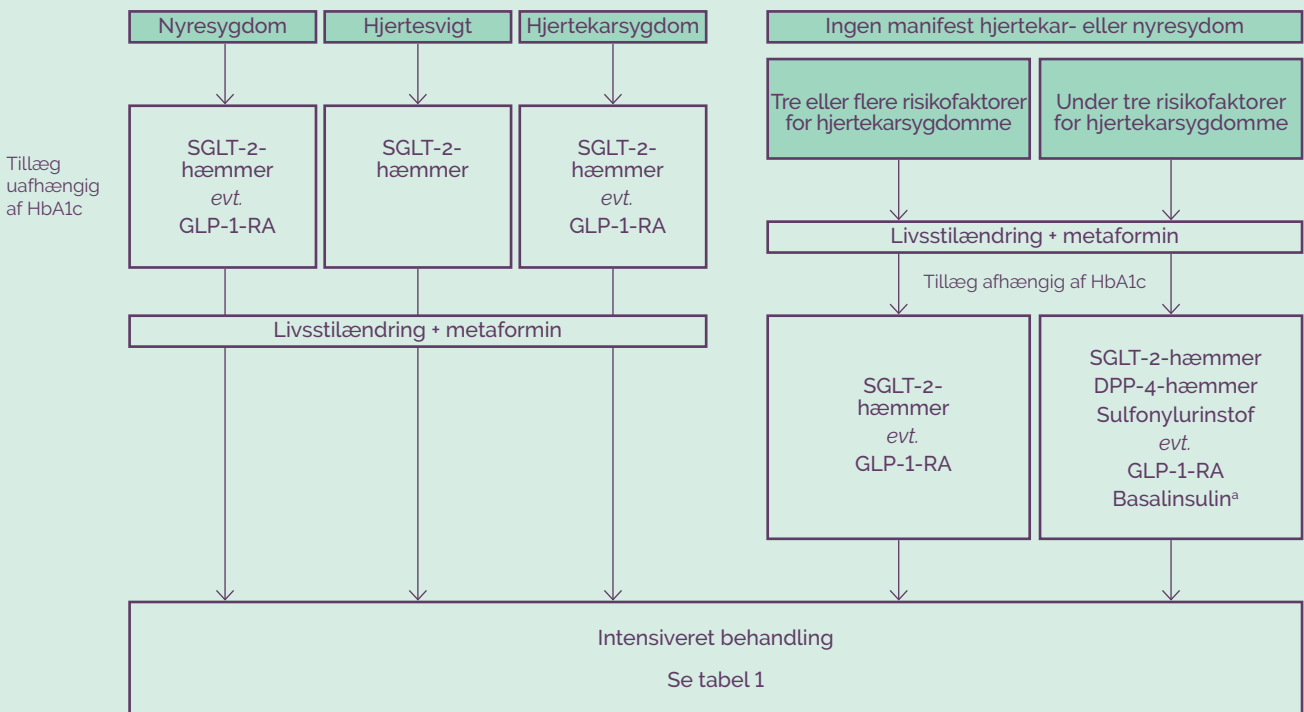 Nyresygdom
Hjertesvigt
Hjertekarsygdom
Ingen manifest hjertekar- eller nyresydom
Tre eller flere risikofaktorer
for hjertekarsygdomme
Under tre risikofaktorer
for hjertekarsygdomme
Tillæg
uafhængig
af HbA1c
SGLT-2-
hæmmer
evt.
GLP-1-RA
SGLT-2-
hæmmer
SGLT-2-
hæmmer
evt.
GLP-1-RA
Livsstilændring + metaformin
Tillæg afhængig af HbA1c
Livsstilændring + metaformin
SGLT-2-
hæmmer
evt.
GLP-1-RA
SGLT-2-hæmmer
DPP-4-hæmmer
Sulfonylurinstof
evt.
GLP-1-RA
Basalinsulinᵃ
Intensiveret behandling
Se tabel 1